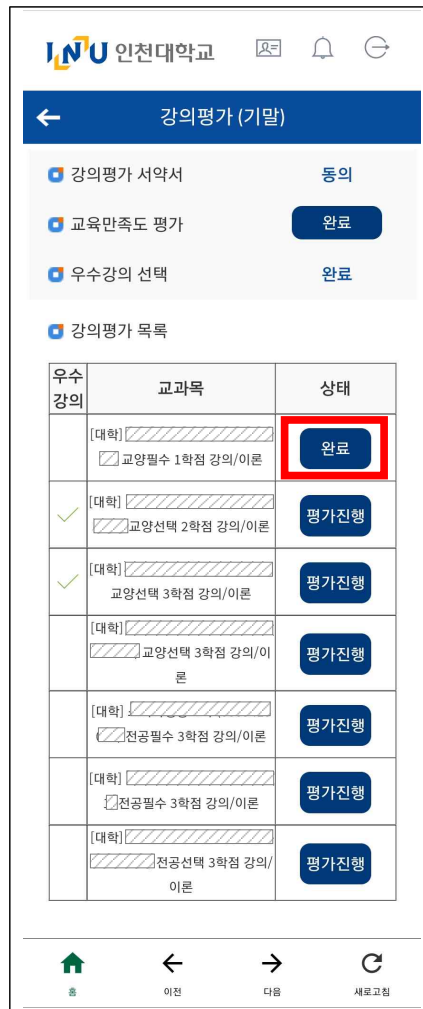 INU 인천대학교
강의평가 (기말)
강의평가 서약서 동의
교육만족도 평가 완료
우수강의 선택 완료
강의평가 목록
우수
강의 교과목 상태
[대학]
교양필수 1학점 강의/이론 완료
[대학]
교양선택 2학점 강의/이론 평가진행
[대학]
교양선택 3학점 강의/이론 평가진행
[대학]
교양선택 3학점 강의/이
론 평가진행
[대학]
전공필수 3학점 강의/이론 평가진행
[대학]
전공필수 3학점 강의/이론 평가진행
[대학]
전공선택 3학점 강의/
이론 평가진행
홈 이전 다음 새로고침